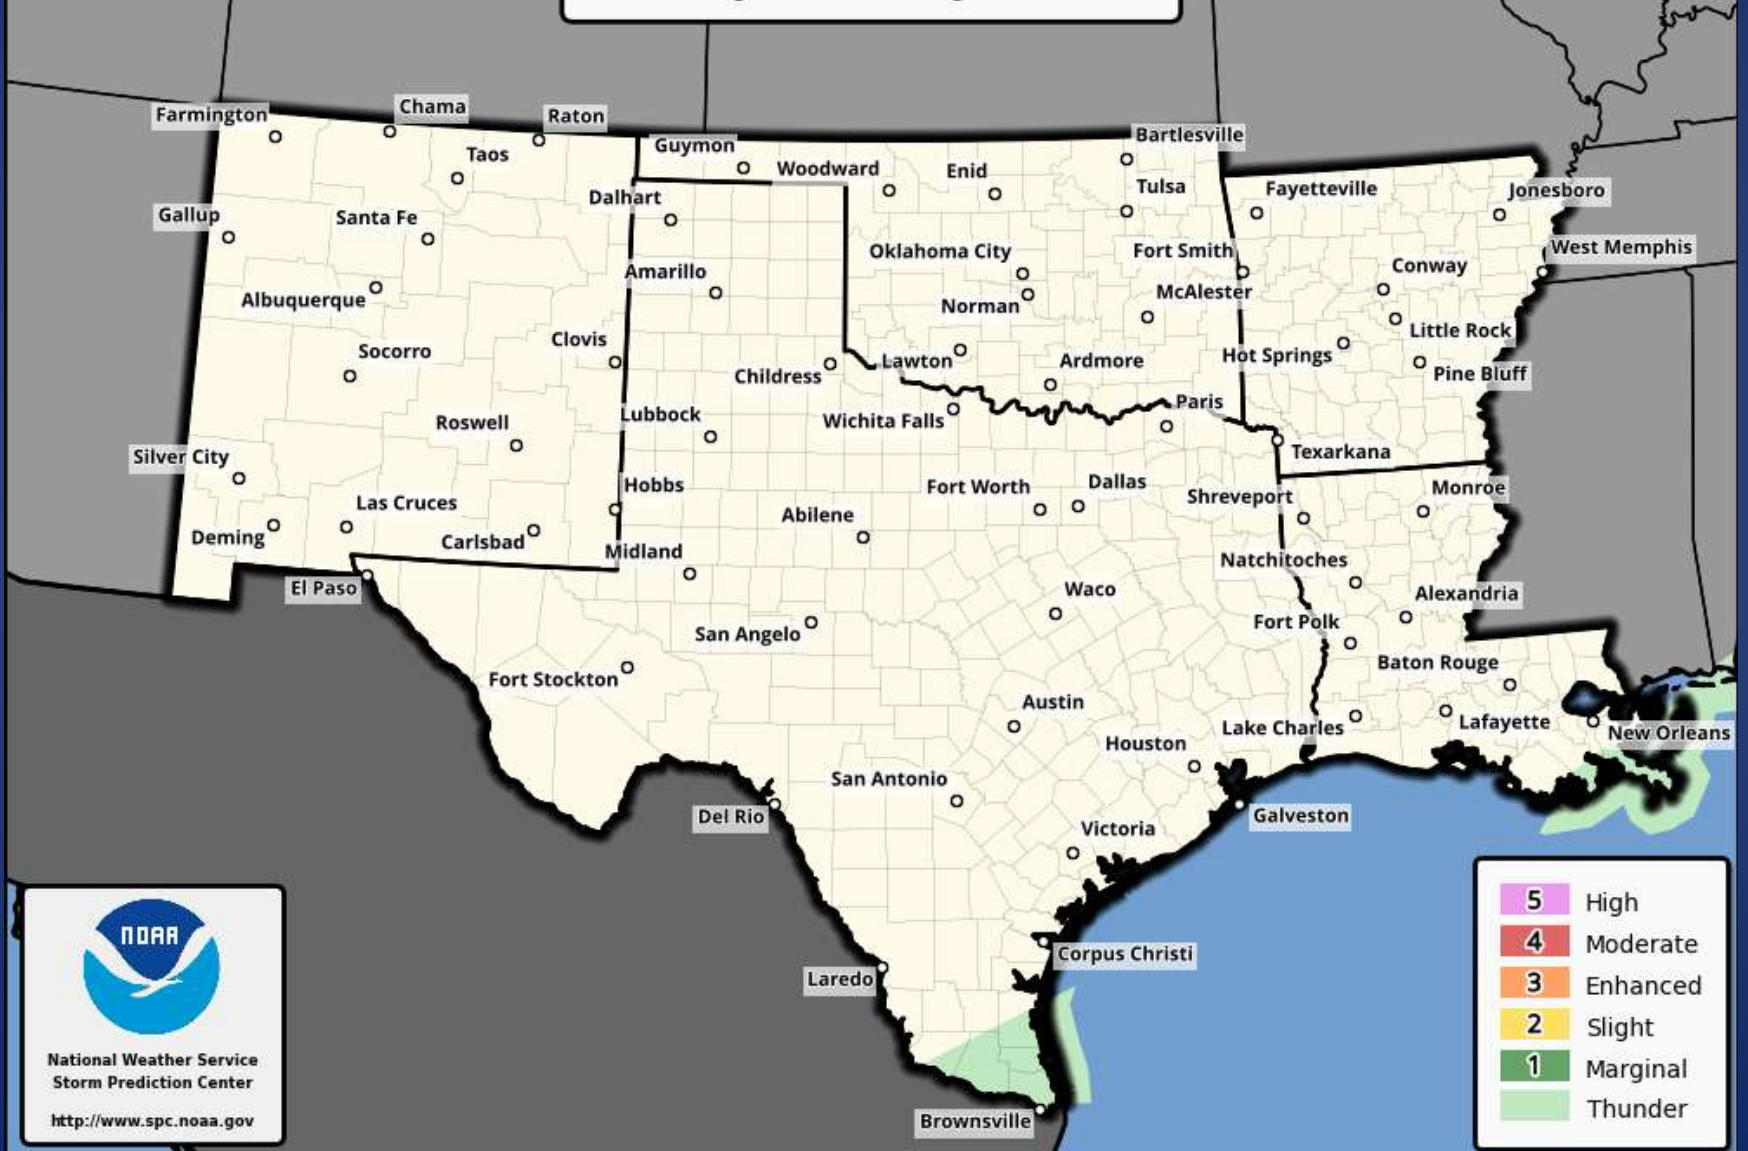 Farmington
Chama
Raton
Taos
Guymon
Woodward
Enid
Bartlesville
Tulsa
Fayetteville
Jonesboro
Gallup
Santa Fe
Dalhart
Oklahoma City
Fort Smith
Conway
West Memphis
Albuquerque
Amarillo
Norman
McAlester
Little Rock
Socorro
Clovis
Childress
Lawton
Ardmore
Hot Springs
Pine Bluff
Roswell
Lubbock
Wichita Falls
Paris
Texarkana
Silver City
Las Cruces
Hobbs
Abilene
Fort Worth
Dallas
Shreveport
Monroe
Deming
Carlsbad
Midland
Natchitoches
El Paso
Waco
Alexandria
San Angelo
Fort Polk
Fort Stockton
Baton Rouge
Austin
Lake Charles
Lafayette
New Orleans
Houston
San Antonio
Del Rio
Victoria
Galveston
Corpus Christi
Laredo
Brownsville
NOAA
National Weather Service
Storm Prediction Center
http://www.spc.noaa.gov
5 High
4 Moderate
3 Enhanced
2 Slight
1 Marginal
Thunder